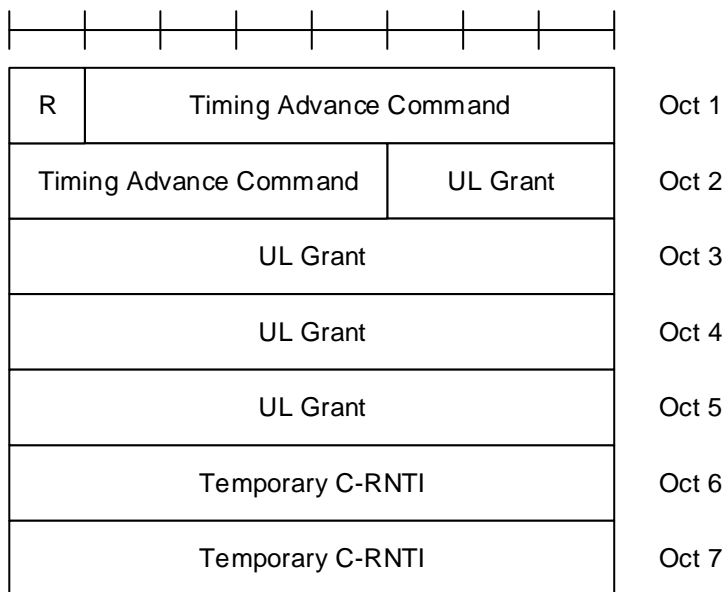 R Timing Advance Command Oct 1
Timing Advance Command UL Grant Oct 2
UL Grant Oct 3
UL Grant Oct 4
UL Grant Oct 5
Temporary C-RNTI Oct 6
Temporary C-RNTI Oct 7